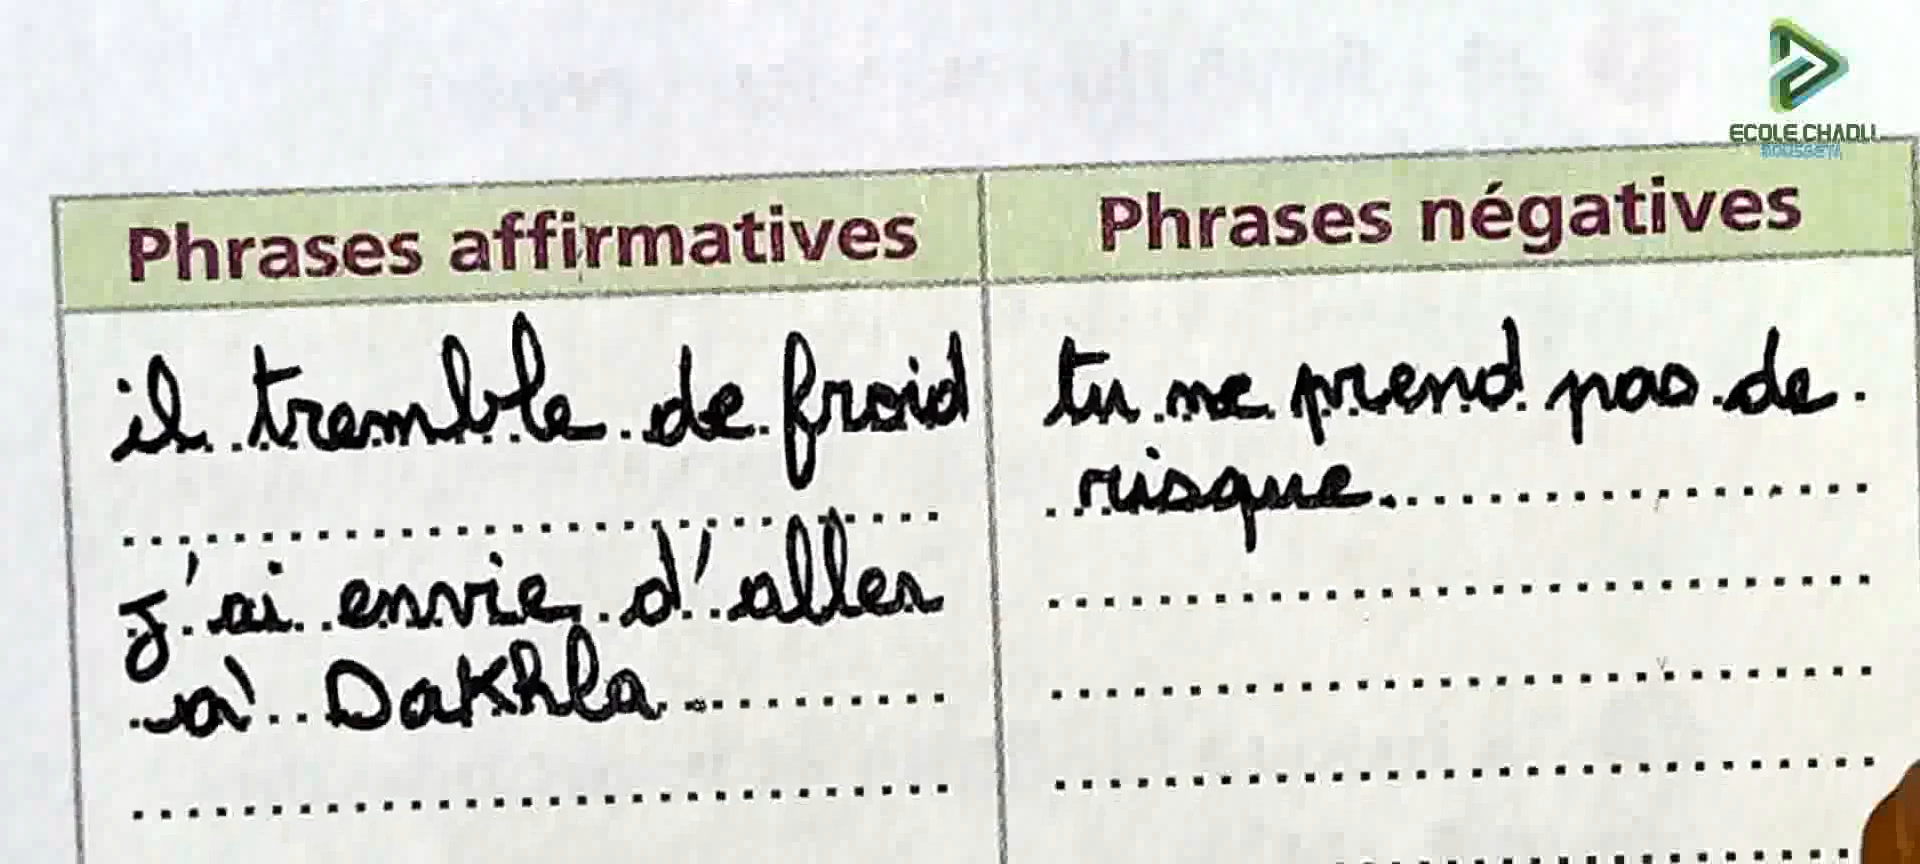 ECOLE CHADLI
Phrases affirmatives
Phrases négatives
il tremble de froid
j'ai envie d'aller
à Dakhla
tu ne prend pas de
risque.